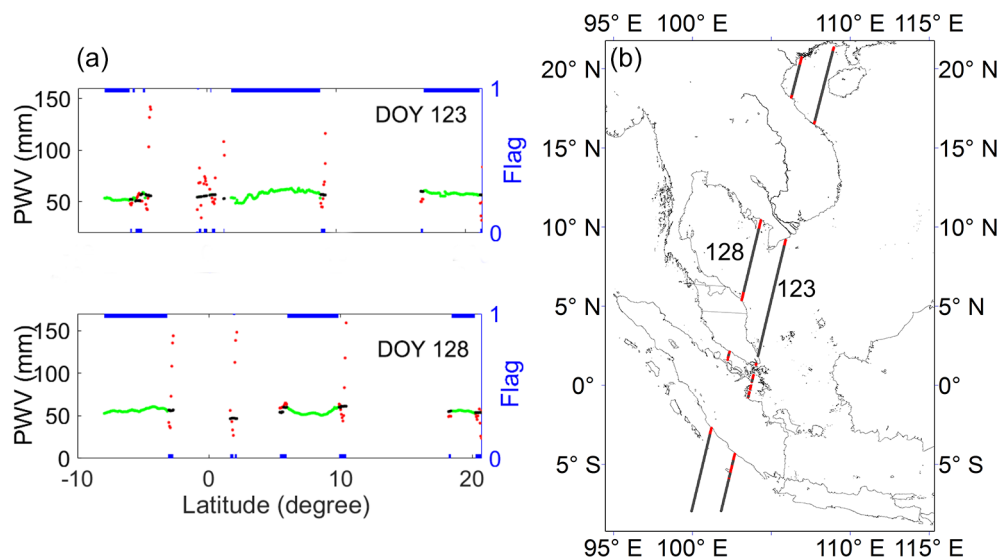 (a)
150
100
50
PWV (mm)
DOY 123
1
0
Flag
150
100
50
0
PWV (mm)
DOY 128
1
0
Flag
-10
0
10
20
Latitude (degree)
(b)
95° E 100° E 110° E 115° E
20° N 20° N
15° N 15° N
10° N 10° N
5° N 5° N
0° 0°
5° S 5° S
128
123
95° E 100° E 110° E 115° E